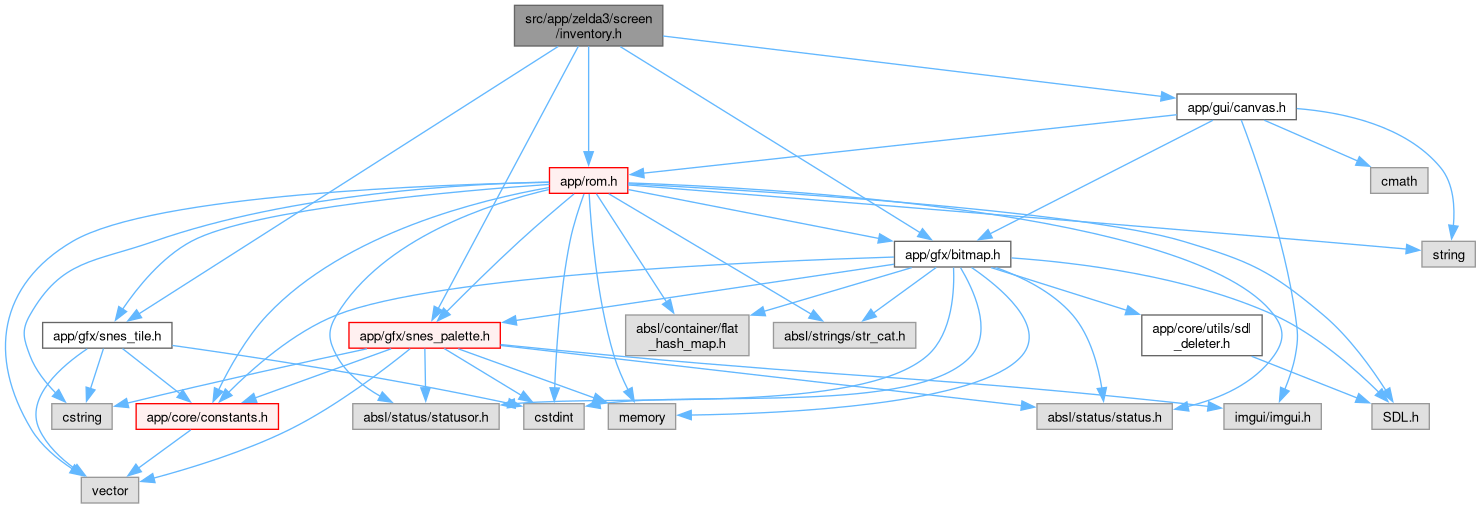 src/app/zelda3/screen
/inventory.h
app/gui/canvas.h
app/rom.h
cmath
app/gfx/bitmap.h
string
app/gfx/snes_tile.h
app/gfx/snes_palette.h
absl/container/flat
_hash_map.h
absl/strings/str_cat.h
app/core/utils/sdl
_deleter.h
cstring
app/core/constants.h
absl/status/statusor.h
cstdint
memory
absl/status/status.h
imgui/imgui.h
SDL.h
vector